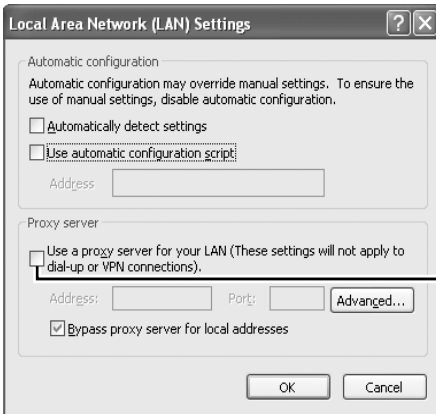 Local Area Network (LAN) Settings
Automatic configuration
Automatic configuration may override manual settings. To ensure the
use of manual settings, disable automatic configuration.
Automatically detect settings
Use automatic configuration script
Address
Proxy server
Use a proxy server for your LAN (These settings will not apply to
dial-up or VPN connections).
Address: Port: Advanced...
Bypass proxy server for local addresses
OK Cancel